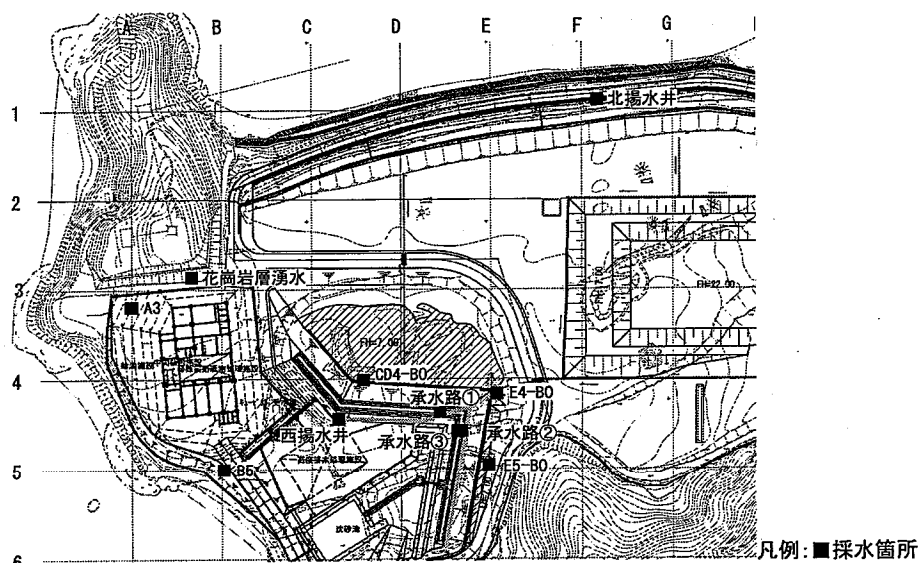 A B C D E F G
1
北揚水井
2
花崗岩層湧水
3
A3
FH=22.00
FH=1.00
4
CD4-BO
E4-BO
承水路①
西揚水井
承水路③
承水路②
5
B5
E5-BO
沈砂池
6
凡例:■採水箇所